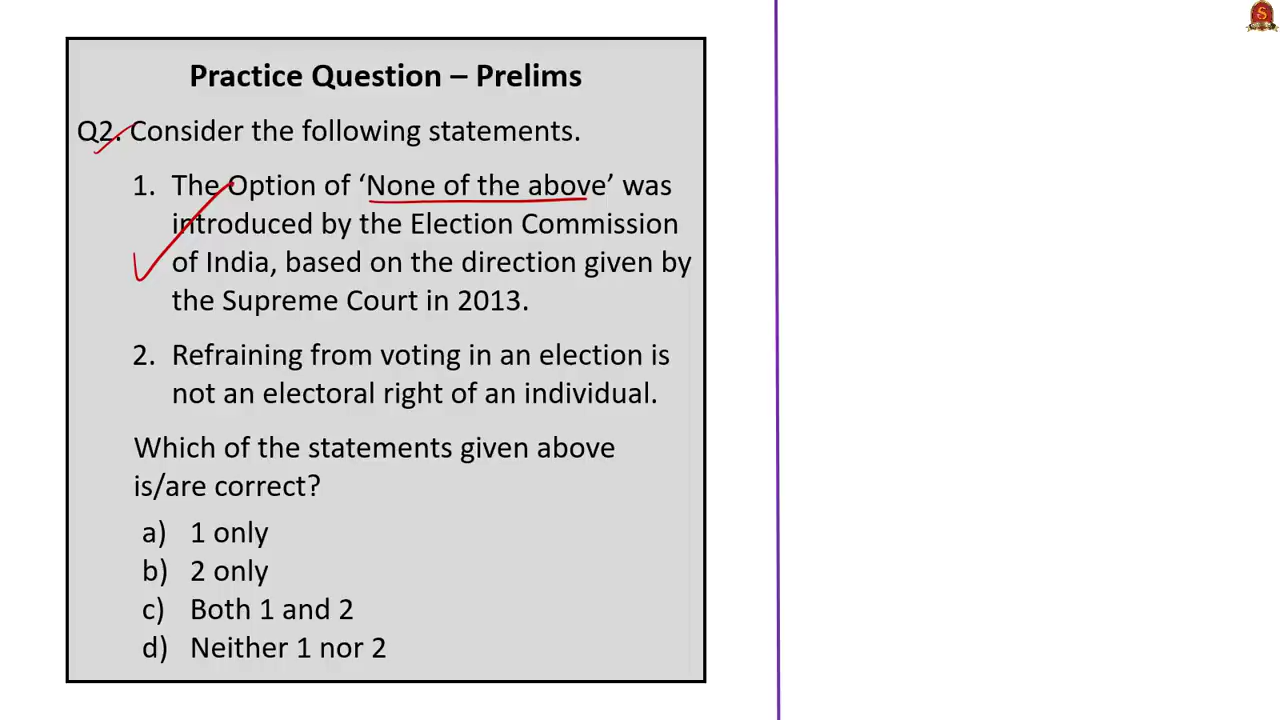 Practice Question – Prelims
Q2. Consider the following statements.
1. The Option of ‘None of the above’ was
introduced by the Election Commission
of India, based on the direction given by
the Supreme Court in 2013.
2. Refraining from voting in an election is
not an electoral right of an individual.
Which of the statements given above
is/are correct?
a) 1 only
b) 2 only
c) Both 1 and 2
d) Neither 1 nor 2
S